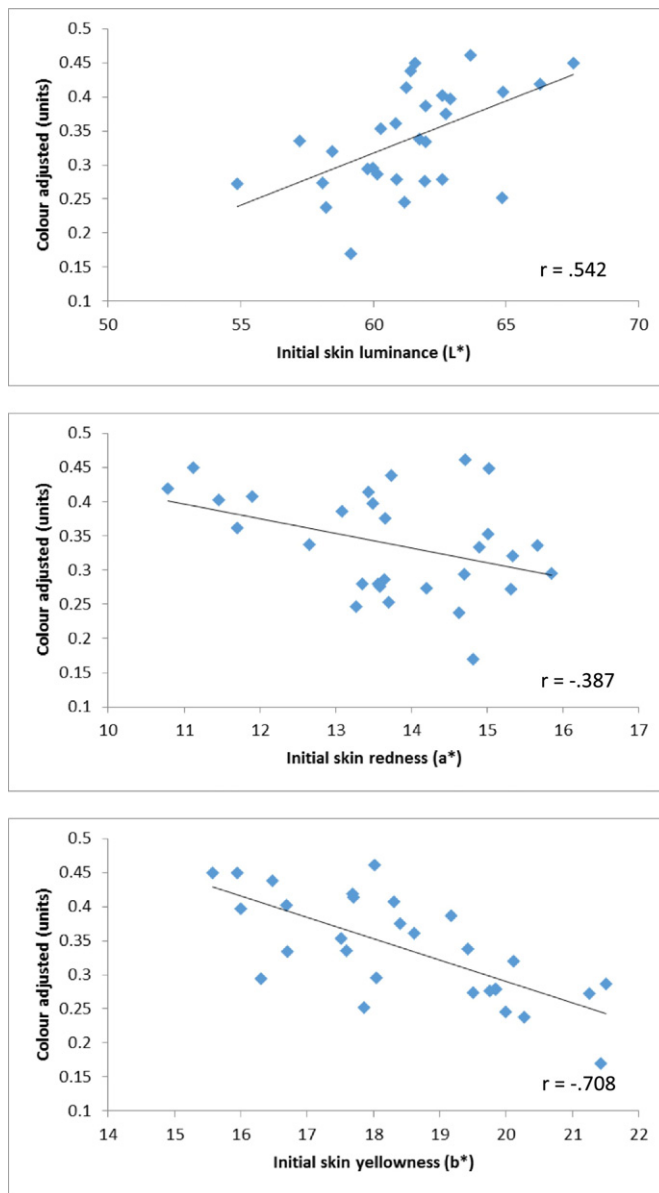 Colour adjusted (units)
0.5
0.45
0.4
0.35
0.3
0.25
0.2
0.15
0.1
r = .542
50 55 60 65 70
Initial skin luminance (L*)
Colour adjusted (units)
0.5
0.45
0.4
0.35
0.3
0.25
0.2
0.15
0.1
r = -.387
10 11 12 13 14 15 16 17
Initial skin redness (a*)
Colour adjusted (units)
0.5
0.45
0.4
0.35
0.3
0.25
0.2
0.15
0.1
r = -.708
14 15 16 17 18 19 20 21 22
Initial skin yellowness (b*)